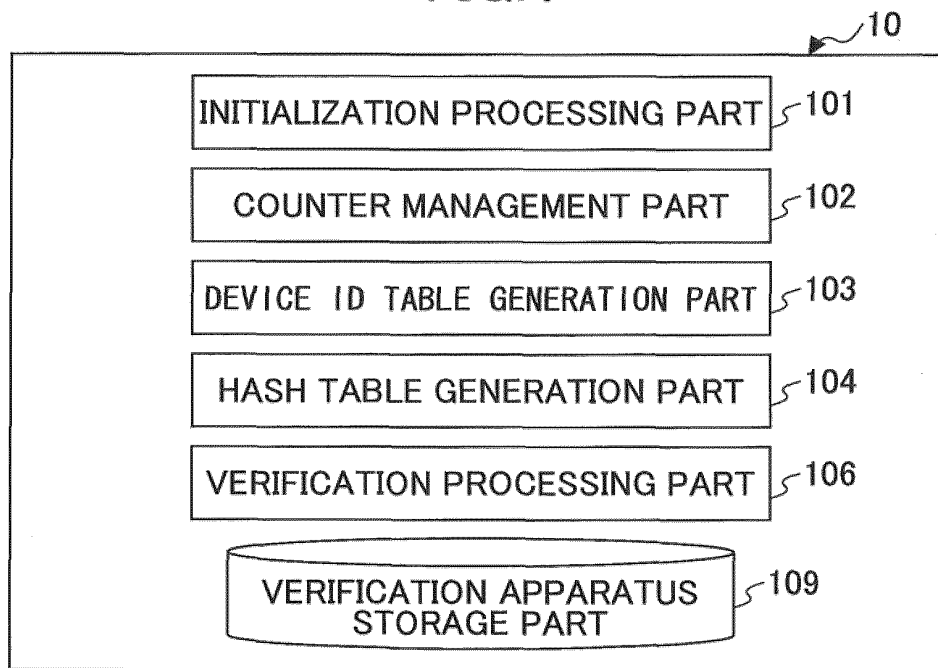 10
INITIALIZATION PROCESSING PART
101
COUNTER MANAGEMENT PART
102
DEVICE ID TABLE GENERATION PART
103
HASH TABLE GENERATION PART
104
VERIFICATION PROCESSING PART
106
VERIFICATION APPARATUS
STORAGE PART
109